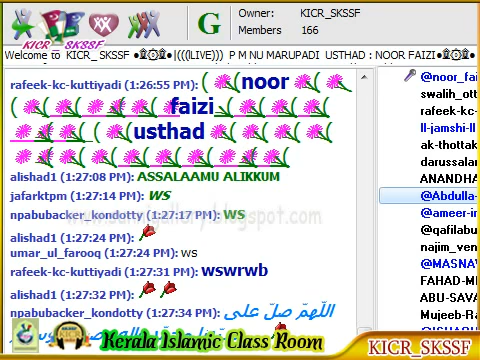 KICR_SKSSF
G
Owner: KICR_SKSSF
Members 166
Welcome to KICR_SKSSF •۩۞۩•|(((LIVE))) P M NU MARUPADI USTHAD : NOOR FAIZI•
rafeek-kc-kuttiyadi (1:26:55 PM): ( noor (
( faizi (
( ( usthad (
alishad1 (1:27:08 PM): ASSALAAMU ALIKKUM
jafarktpm (1:27:14 PM): ws
npabubacker_kondotty (1:27:17 PM): ws
alishad1 (1:27:24 PM):
umar_ul_farooq (1:27:24 PM): ws
rafeek-kc-kuttiyadi (1:27:31 PM): wswrwb
alishad1 (1:27:32 PM):
npabubacker_kondotty (1:27:34 PM): اللّهمّ صلّ على
@noor_fai
swalih_ott
rafeek-kc-
ll-jamshi-ll
ak-thottak
darussalam
ANANDHA
@Abdulla-
@ameer-i
@qafilabu
najim_ven
@MASNAV
FAHAD-M
ABU-SAVA
Mujeeb-Ra
Kerala Islamic Class Room
KICR_SKSSF